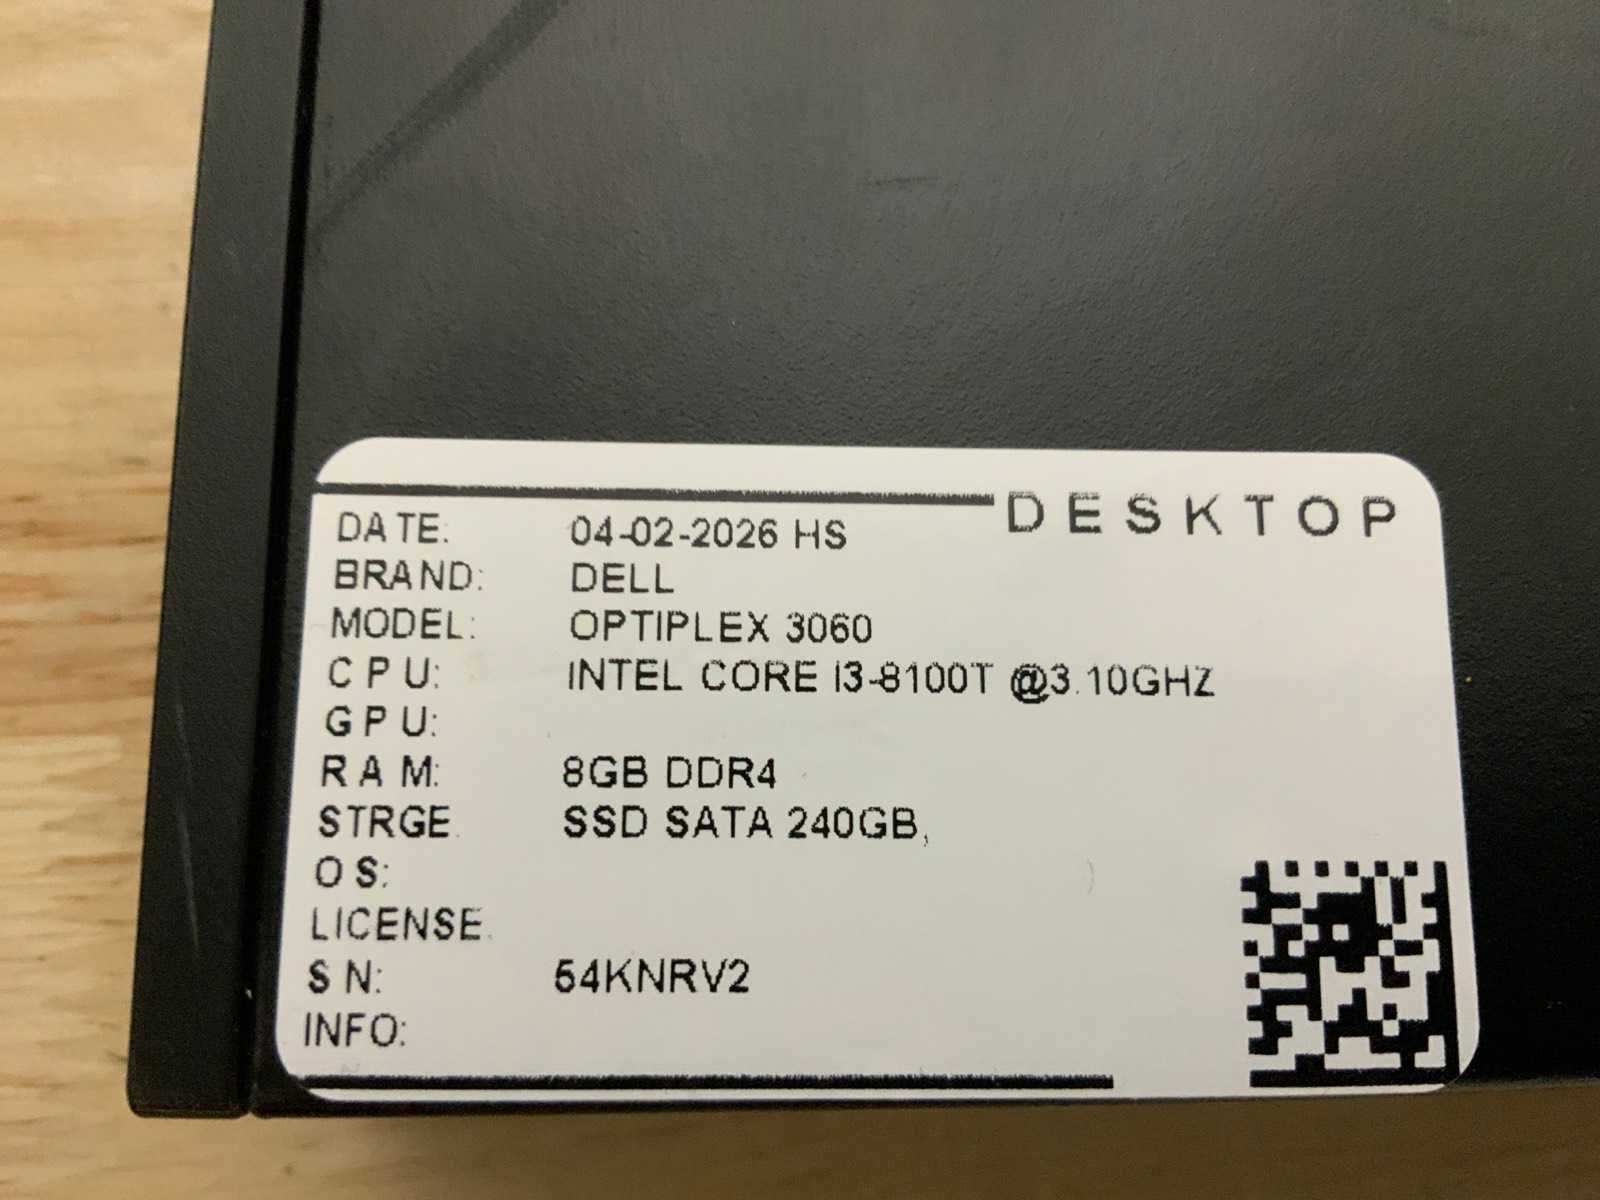 DESKTOP
DATE: 04-02-2026 HS
BRAND: DELL
MODEL: OPTIPLEX 3060
CPU: INTEL CORE I3-8100T @3.10GHZ
GPU:
RAM: 8GB DDR4
STRGE. SSD SATA 240GB,
OS:
LICENSE.
SN: 54KNRV2
INFO: